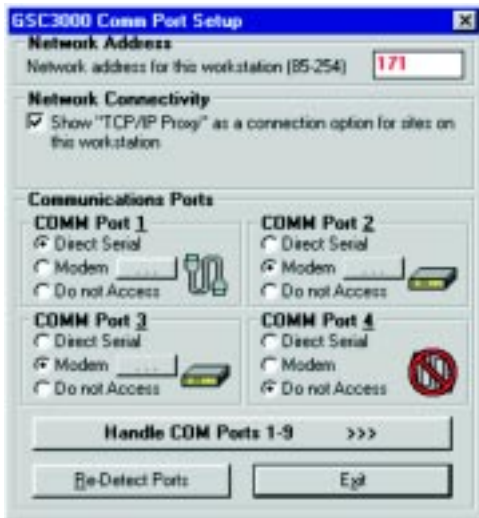 GSC3000 Comm Port Setup
Network Address
Network address for this workstation (85-254) 171
Network Connectivity
Show "TCP/IP Proxy" as a connection option for sites on
this workstation
Communications Ports
COMM Port 1
Direct Serial
Modem ...
Do not Access
COMM Port 2
Direct Serial
Modem ...
Do not Access
COMM Port 3
Direct Serial
Modem ...
Do not Access
COMM Port 4
Direct Serial
Modem
Do not Access
Handle COM Ports 1-9 >>>
Re-Detect Ports
Exit